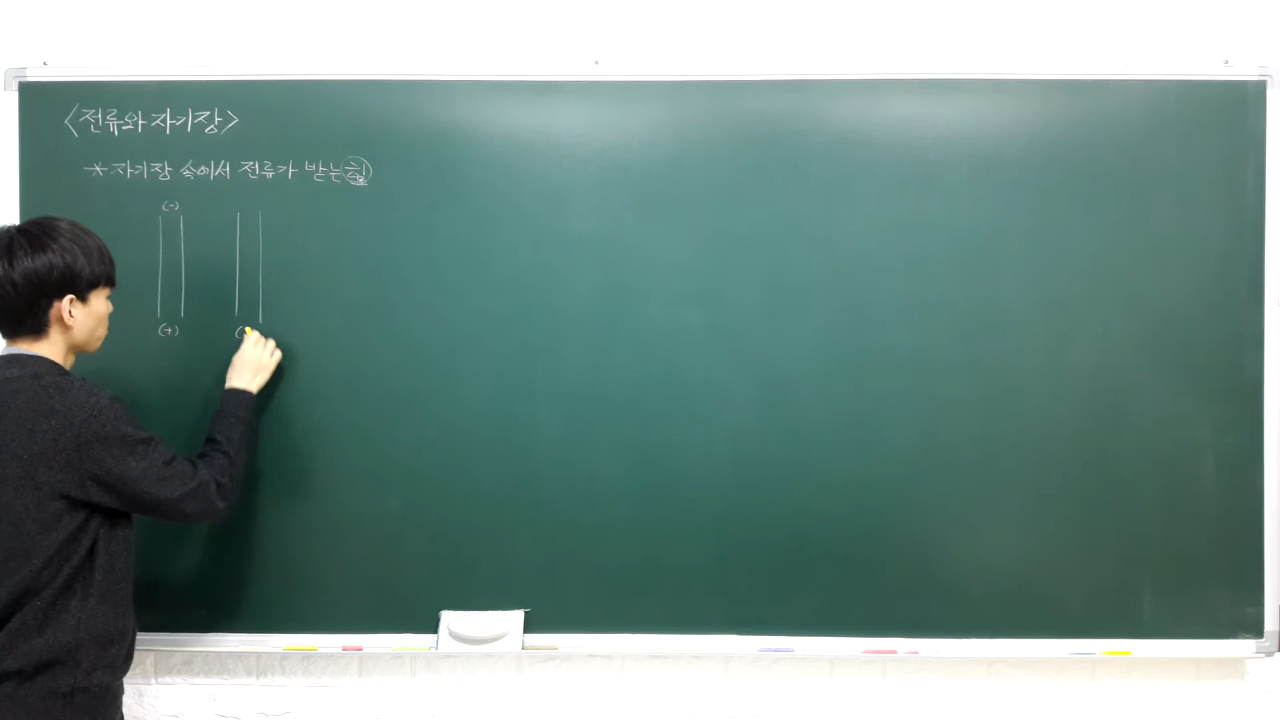 <전류와 자기장>
* 자기장 속에서 전류가 받는 힘
(-)
(+)